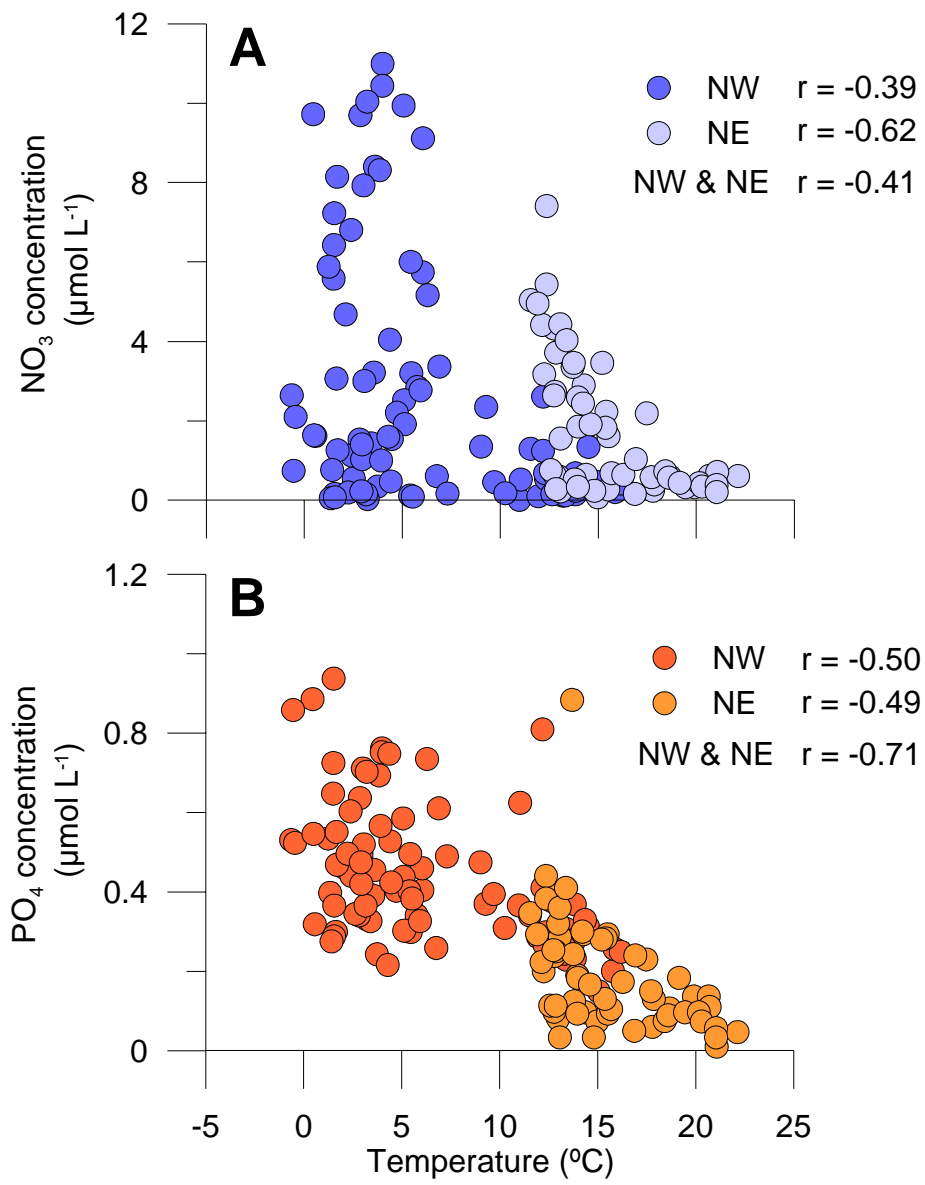 A
12
8
4
0
NO3 concentration
(µmol L-1)
NW r = -0.39
NE r = -0.62
NW & NE r = -0.41
B
1.2
0.8
0.4
0
PO4 concentration
(µmol L-1)
NW r = -0.50
NE r = -0.49
NW & NE r = -0.71
-5 0 5 10 15 20 25
Temperature (ºC)